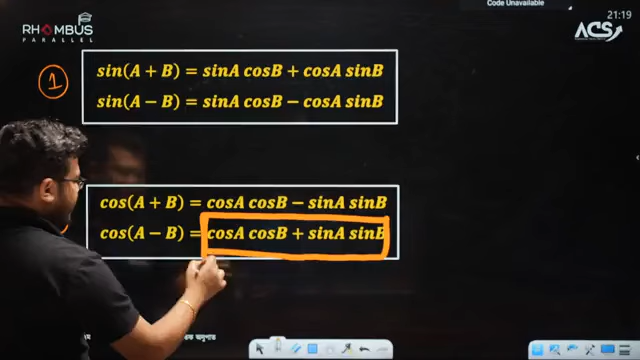 Code Unavailable
21:19
RHOMBUS
PARALLEL
ACS
1
sin(A + B) = sinA cosB + cosA sinB
sin(A − B) = sinA cosB − cosA sinB
cos(A + B) = cosA cosB − sinA sinB
cos(A − B) = cosA cosB + sinA sinB
অনুপাত